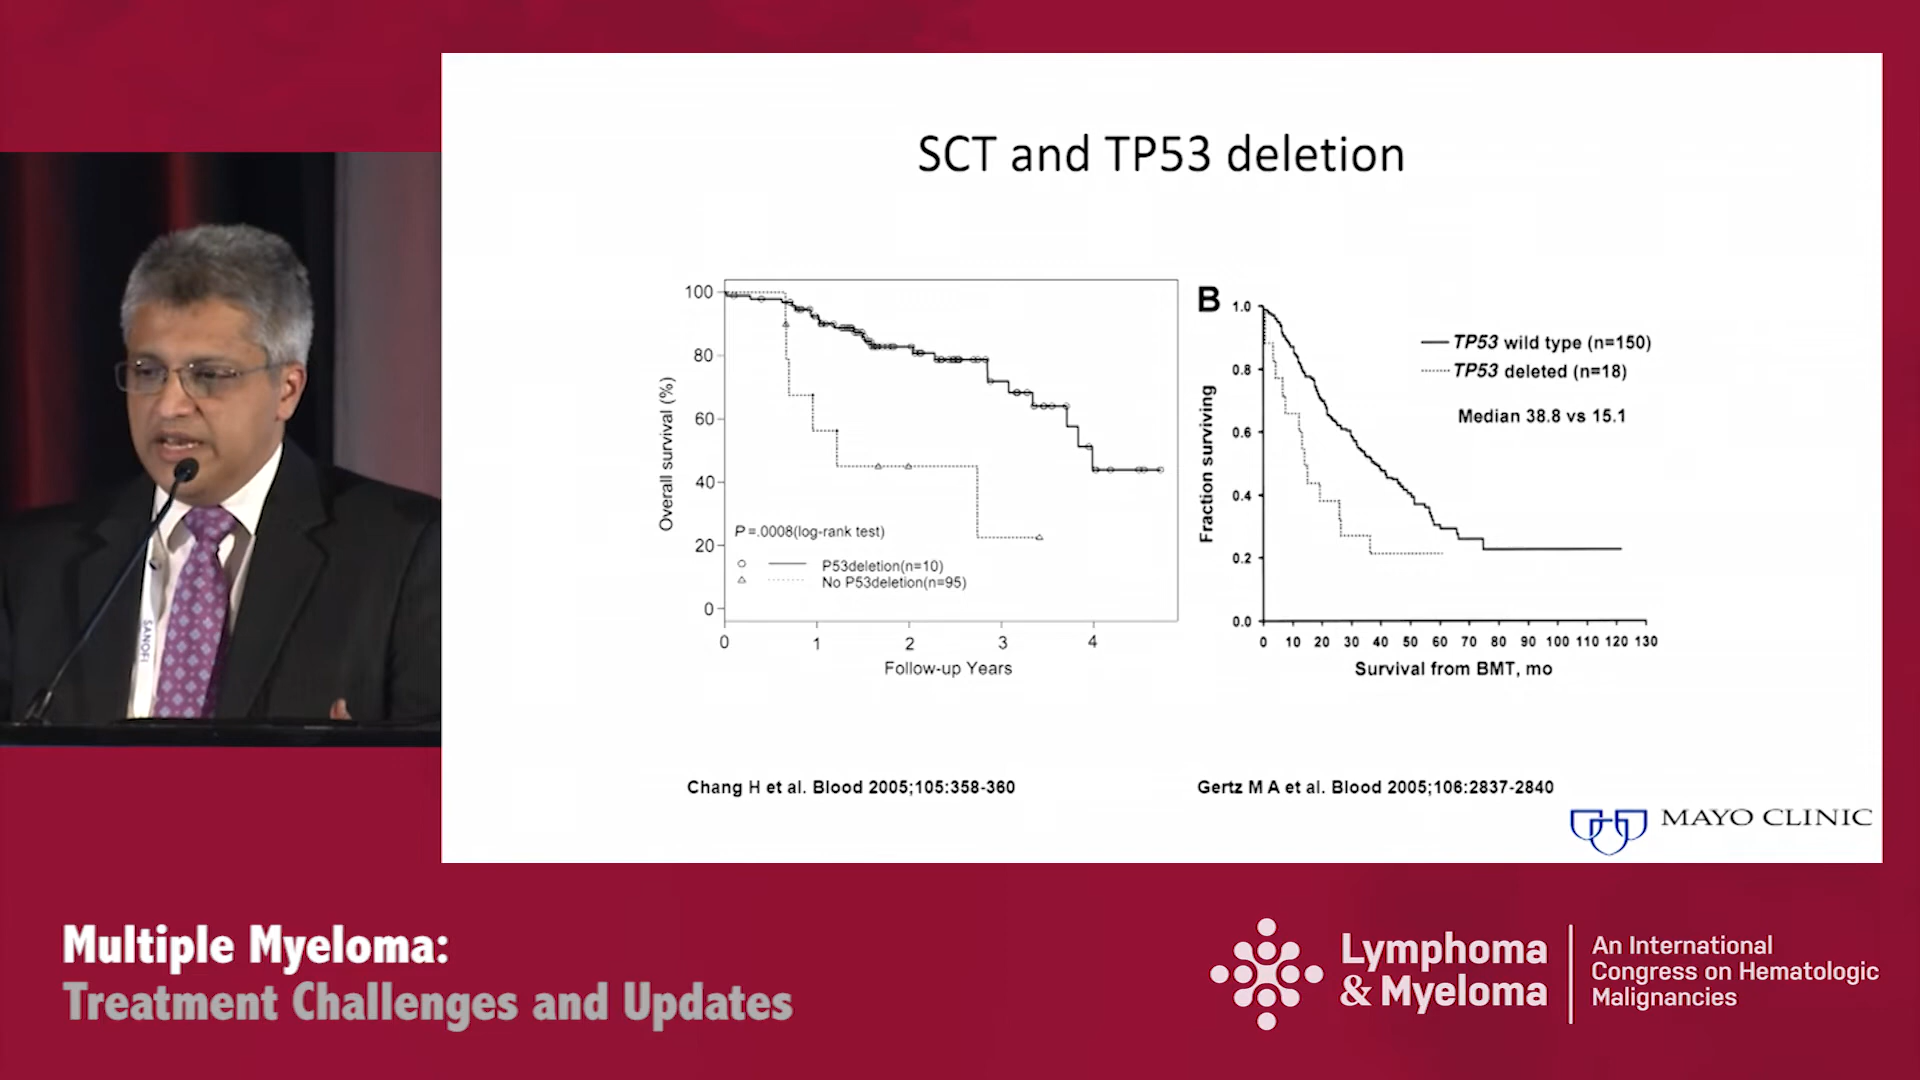 SCT and TP53 deletion
Overall survival (%)
100
80
60
40
20
0
P=.0008(log-rank test)
P53deletion(n=10)
No P53deletion(n=95)
0 1 2 3 4
Follow-up Years
B
Fraction surviving
1.0
0.8
0.6
0.4
0.2
0.0
TP53 wild type (n=150)
TP53 deleted (n=18)
Median 38.8 vs 15.1
0 10 20 30 40 50 60 70 80 90 100 110 120 130
Survival from BMT, mo
Chang H et al. Blood 2005;105:358-360
Gertz M A et al. Blood 2005;106:2837-2840
MAYO CLINIC
SANOFI
Multiple Myeloma:
Treatment Challenges and Updates
Lymphoma
& Myeloma
An International
Congress on Hematologic
Malignancies